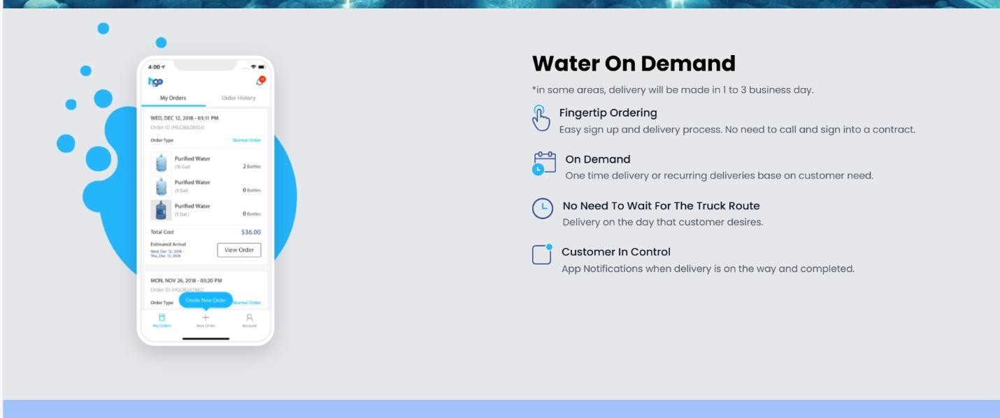 4:00
hgo
My Orders
Order History
WED, DEC 12, 2018 - 03:11 PM
Order ID (HGO8828503)
Order Type
Normal Order
Purified Water
(10 Gal)
2 Bottles
Purified Water
(3 Gal)
0 Bottles
Purified Water
(5 Gal.)
0 Bottles
Total Cost
$36.00
Estimated Arrival
Wed, Dec 12, 2018 -
Thu, Dec 13, 2018
View Order
MON, NOV 26, 2018 - 03:20 PM
Order ID (HGO8247482)
Order Type
Normal Order
Create New Order
My Orders
New Order
Account
Water On Demand
*in some areas, delivery will be made in 1 to 3 business day.
Fingertip Ordering
Easy sign up and delivery process. No need to call and sign into a contract.
On Demand
One time delivery or recurring deliveries base on customer need.
No Need To Wait For The Truck Route
Delivery on the day that customer desires.
Customer In Control
App Notifications when delivery is on the way and completed.